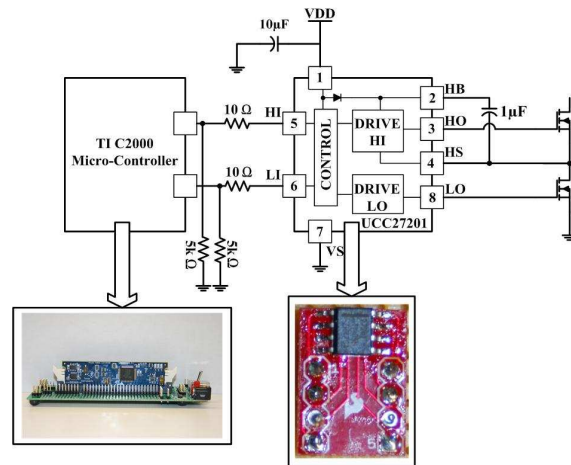 10μF
VDD
1
TI C2000
Micro-Controller
10 Ω
HI
5
10 Ω
LI
6
CONTROL
DRIVE
HI
DRIVE
LO
2
HB
3
HO
4
HS
8
LO
1μF
7
VS
UCC27201
5k Ω
5k Ω
5